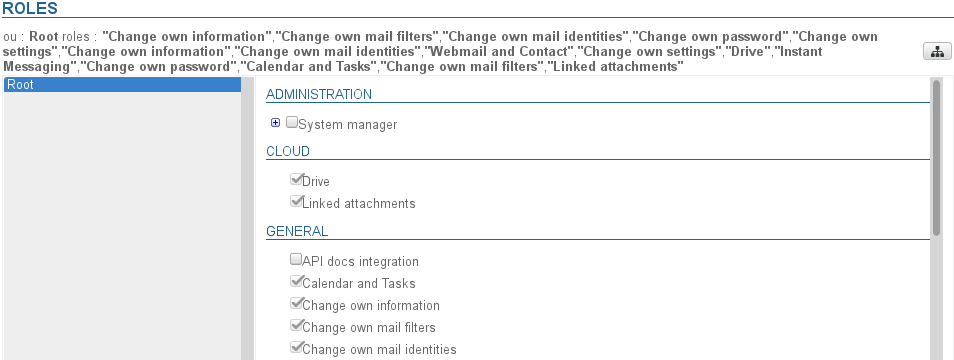 ROLES
ou : Root roles : "Change own information","Change own mail filters","Change own mail identities","Change own password","Change own
settings","Change own information","Change own mail identities","Webmail and Contact","Change own settings","Drive","Instant
Messaging","Change own password","Calendar and Tasks","Change own mail filters","Linked attachments"
Root
ADMINISTRATION
System manager
CLOUD
Drive
Linked attachments
GENERAL
API docs integration
Calendar and Tasks
Change own information
Change own mail filters
Change own mail identities